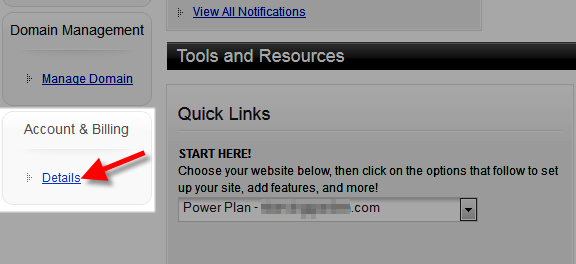 Domain Management
Manage Domain
Account & Billing
Details
View All Notifications
Tools and Resources
Quick Links
START HERE!
Choose your website below, then click on the options that follow to set
up your site, add features, and more!
Power Plan - .com